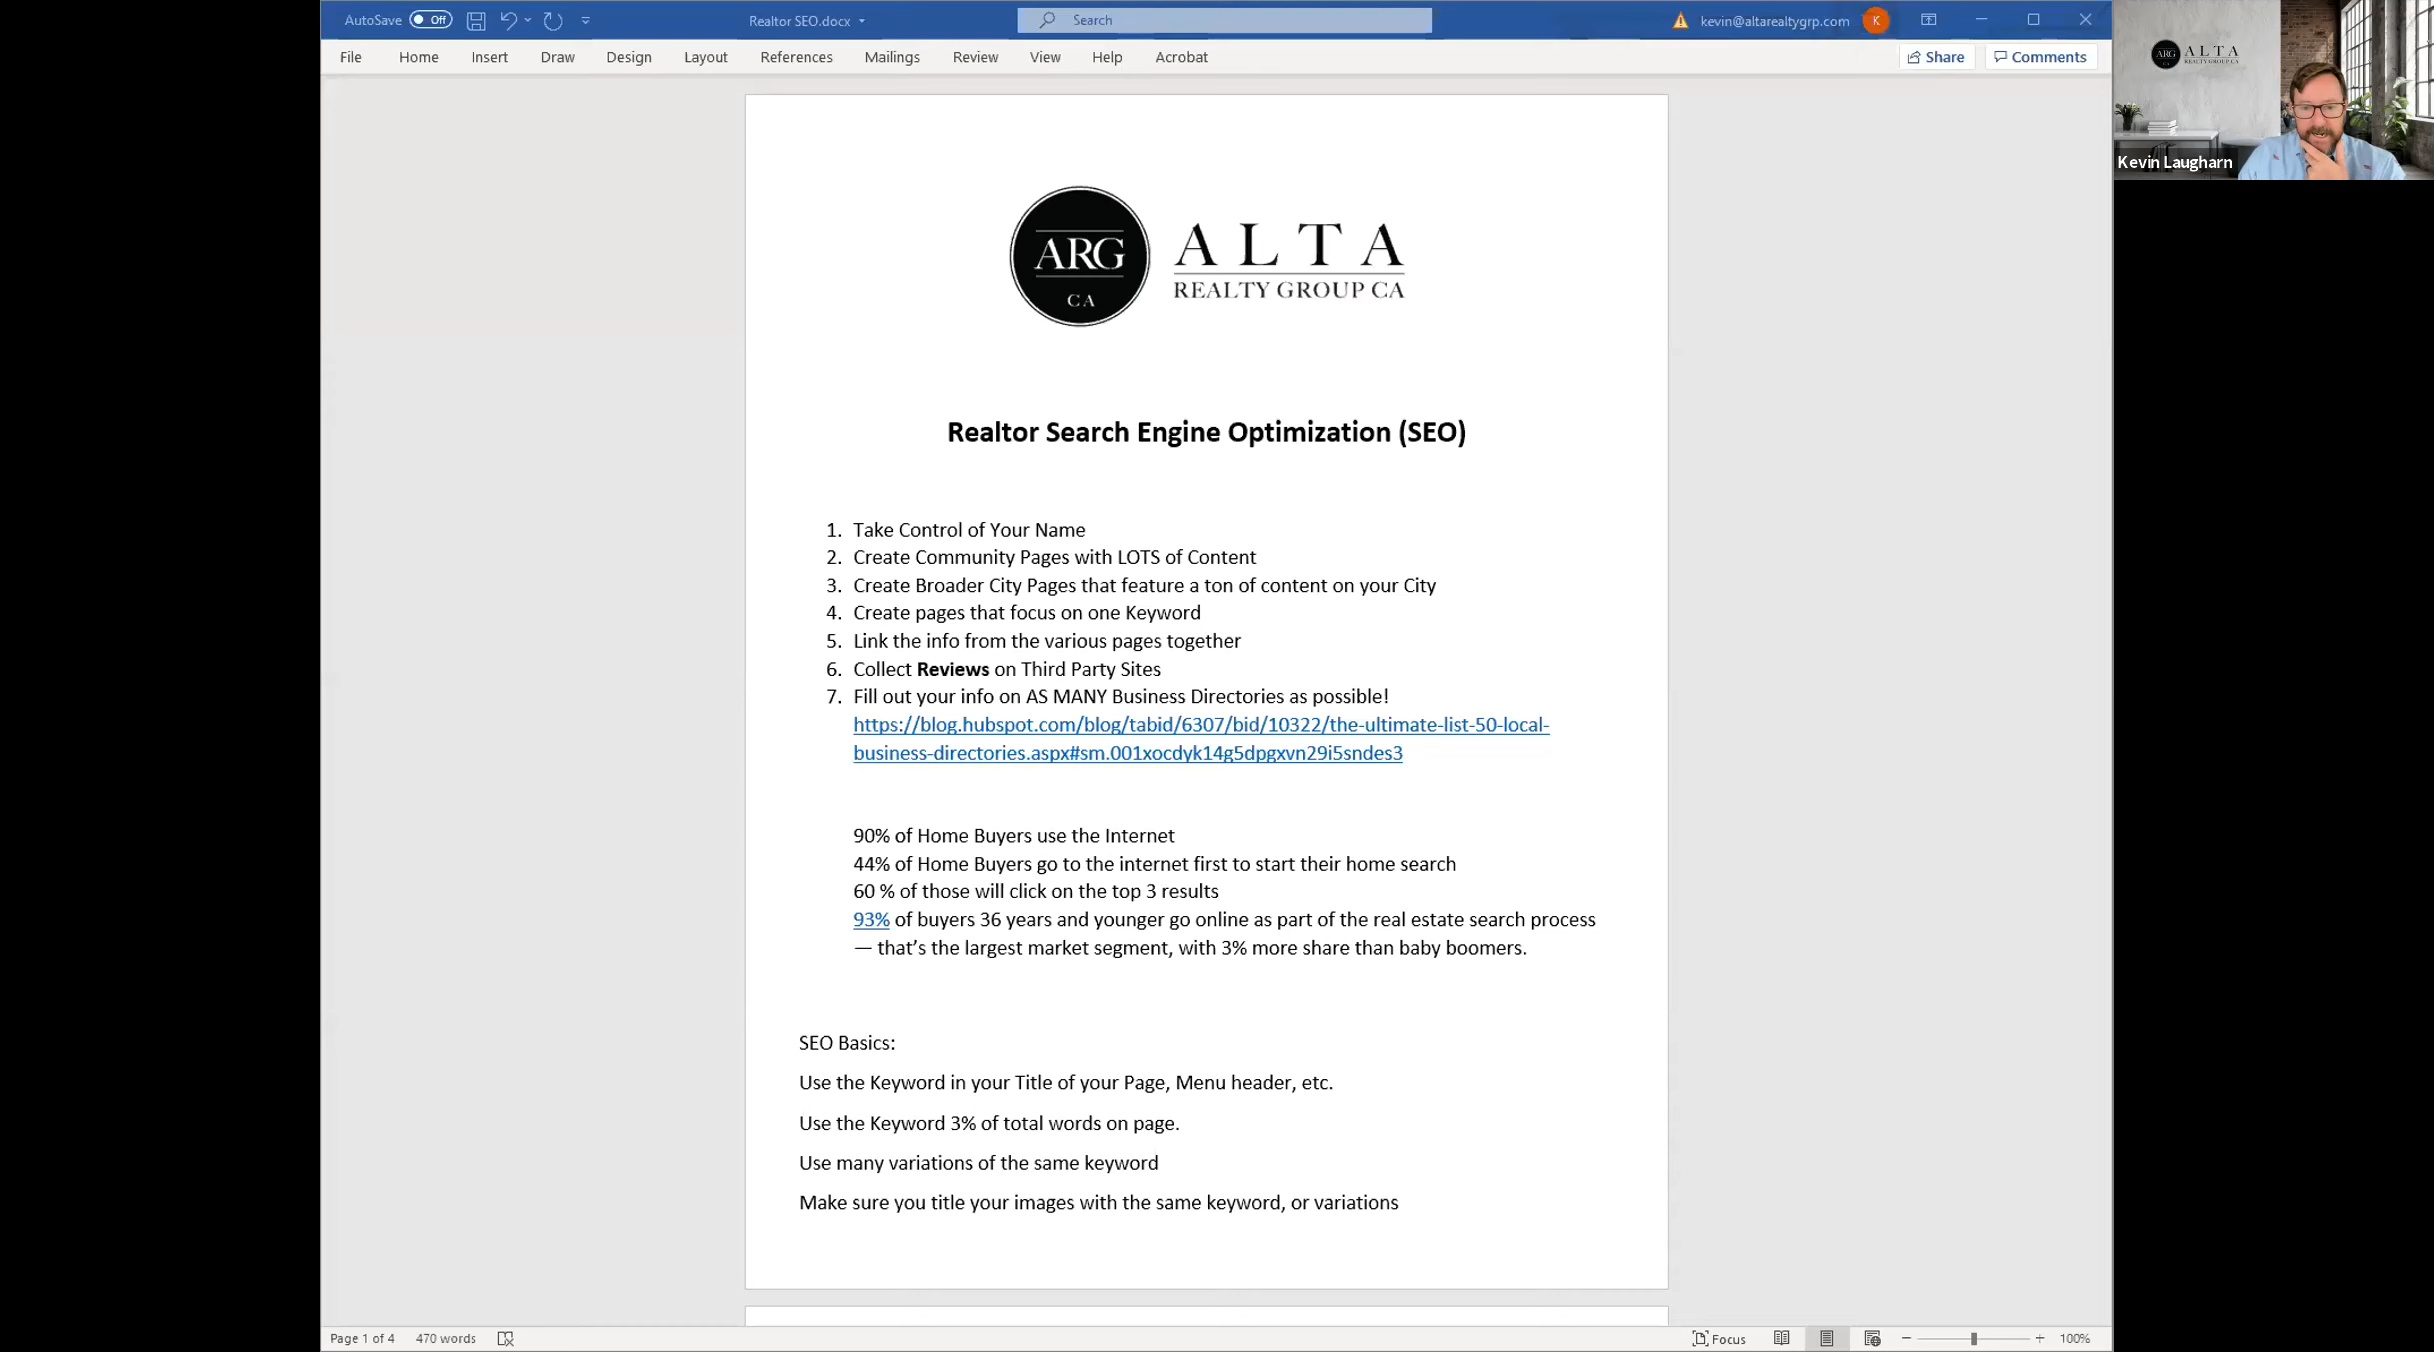 AutoSave Off Realtor SEO.docx Search kevin@altarealtygrp.com K
File Home Insert Draw Design Layout References Mailings Review View Help Acrobat Share Comments
ARG ALTA
CA REALTY GROUP CA
Kevin Laugharn
ARG
CA
ALTA
REALTY GROUP CA
Realtor Search Engine Optimization (SEO)
1. Take Control of Your Name
2. Create Community Pages with LOTS of Content
3. Create Broader City Pages that feature a ton of content on your City
4. Create pages that focus on one Keyword
5. Link the info from the various pages together
6. Collect Reviews on Third Party Sites
7. Fill out your info on AS MANY Business Directories as possible!
https://blog.hubspot.com/blog/tabid/6307/bid/10322/the-ultimate-list-50-local-
business-directories.aspx#sm.001xocdyk14g5dpgxvn29i5sndes3
90% of Home Buyers use the Internet
44% of Home Buyers go to the internet first to start their home search
60 % of those will click on the top 3 results
93% of buyers 36 years and younger go online as part of the real estate search process
— that’s the largest market segment, with 3% more share than baby boomers.
SEO Basics:
Use the Keyword in your Title of your Page, Menu header, etc.
Use the Keyword 3% of total words on page.
Use many variations of the same keyword
Make sure you title your images with the same keyword, or variations
Page 1 of 4 470 words Focus 100%